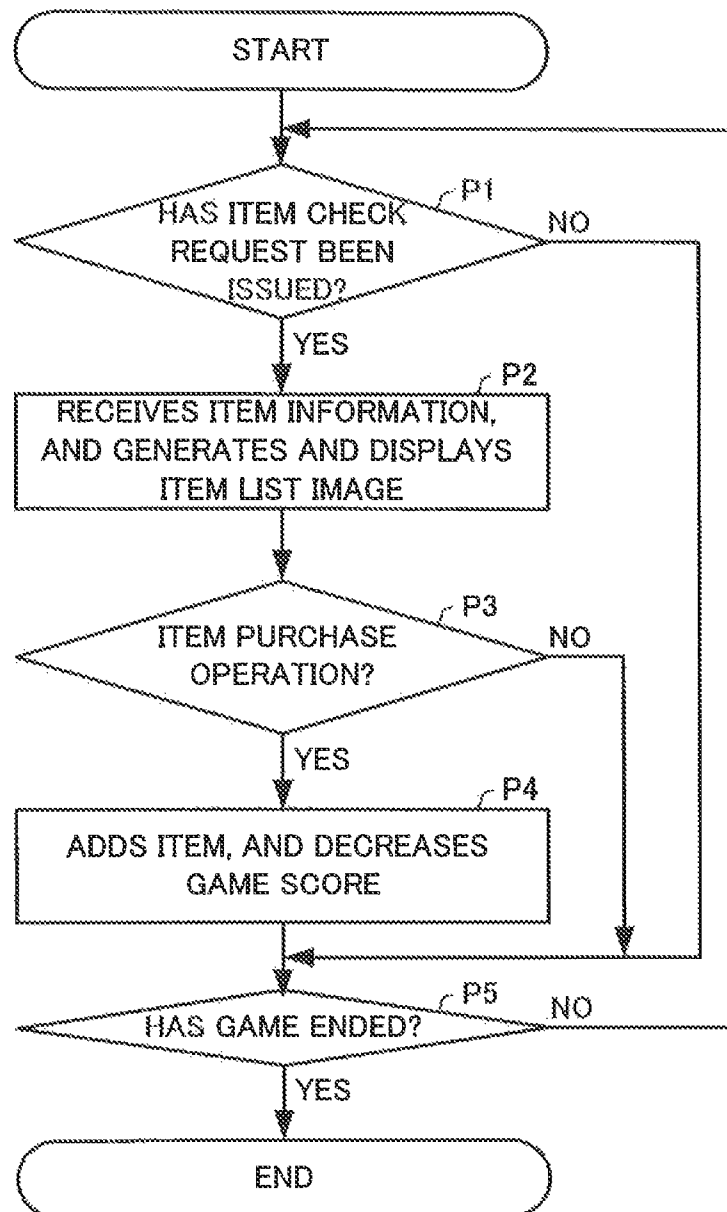 START
P1
HAS ITEM CHECK
REQUEST BEEN
ISSUED?
NO
YES
P2
RECEIVES ITEM INFORMATION,
AND GENERATES AND DISPLAYS
ITEM LIST IMAGE
P3
ITEM PURCHASE
OPERATION?
NO
YES
P4
ADDS ITEM, AND DECREASES
GAME SCORE
P5
HAS GAME ENDED?
NO
YES
END